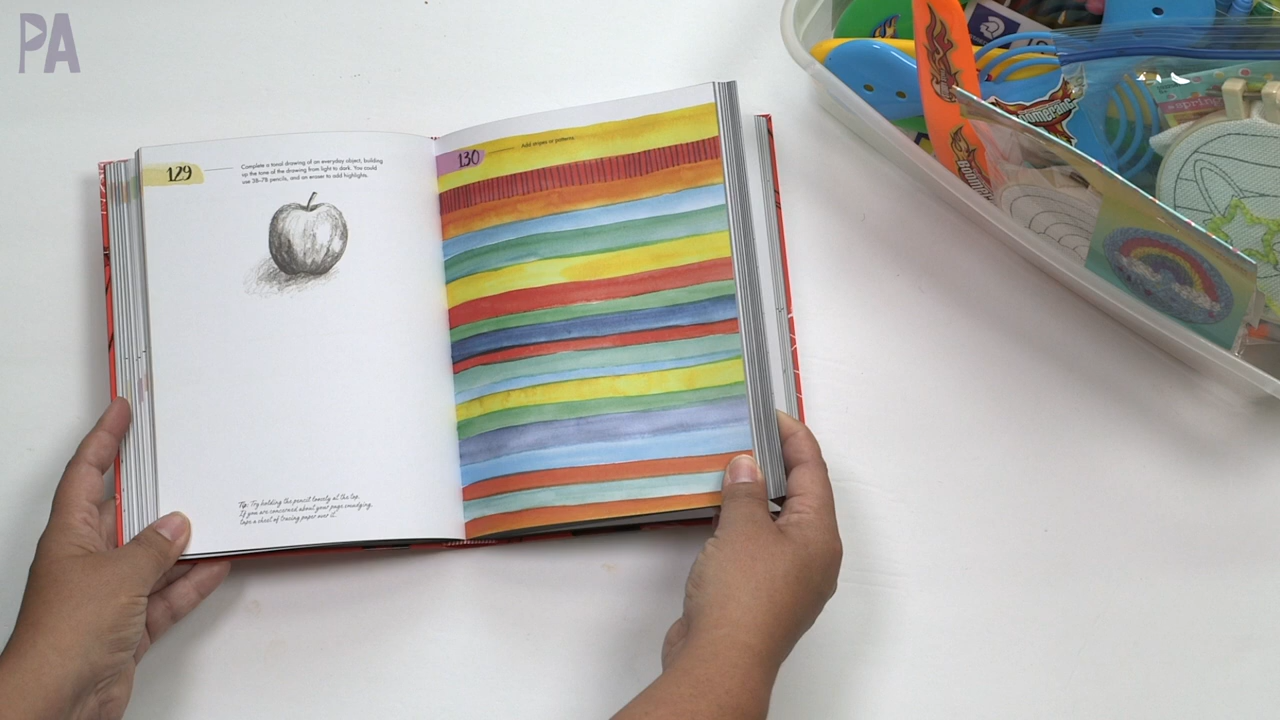 PA
129
Complete a tonal drawing of an everyday object, building
up the tone of the drawing from light to dark. You could
use 3B–7B pencils, and an eraser to add highlights.
Tip: Try holding the pencil loosely at the top.
If you are concerned about your page smudging,
tape a sheet of tracing paper over it.
130
Add stripes or patterns.
Boomerang
BOOMERANG